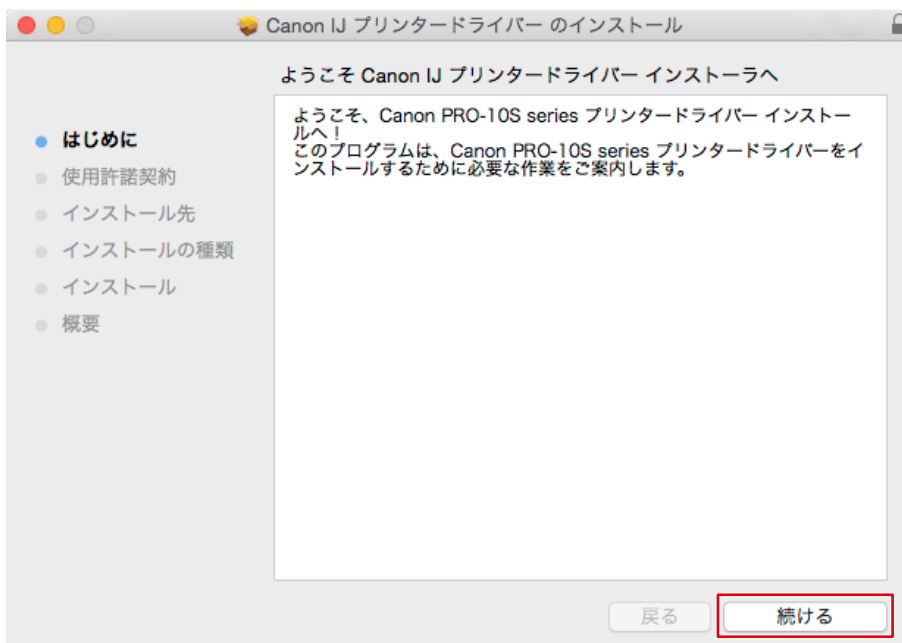 Canon IJ プリンタードライバー のインストール
ようこそ Canon IJ プリンタードライバー インストーラへ
はじめに
使用許諾契約
インストール先
インストールの種類
インストール
概要
ようこそ、Canon PRO-10S series プリンタードライバー インストー
ルへ！
このプログラムは、Canon PRO-10S series プリンタードライバーをイ
ンストールするために必要な作業をご案内します。
戻る
続ける